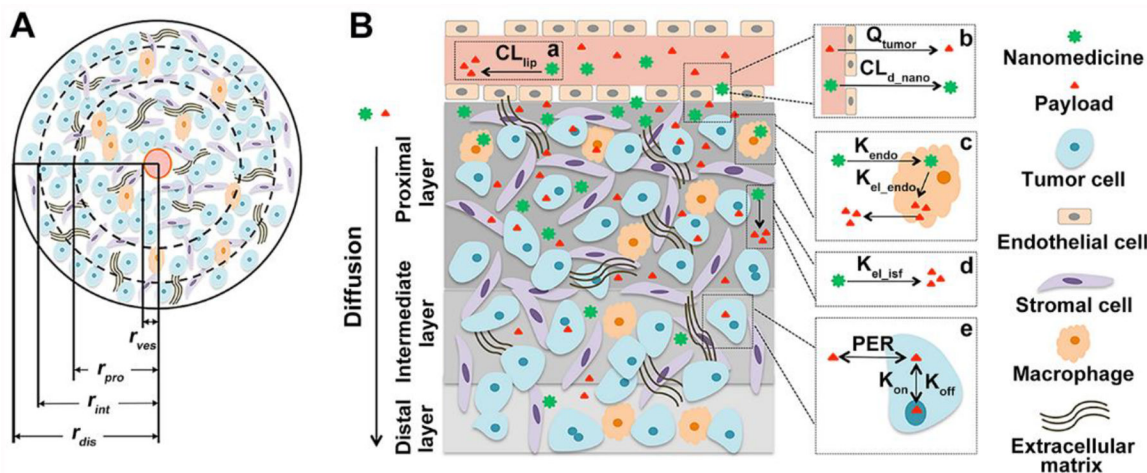 A
r_ves
r_pro
r_int
r_dis
B
Diffusion
Proximal layer
Intermediate layer
Distal layer
a
CL_lip
b
Q_tumor
CL_d_nano
c
K_endo
K_el_endo
d
K_el_isf
e
PER
K_on
K_off
Nanomedicine
Payload
Tumor cell
Endothelial cell
Stromal cell
Macrophage
Extracellular
matrix